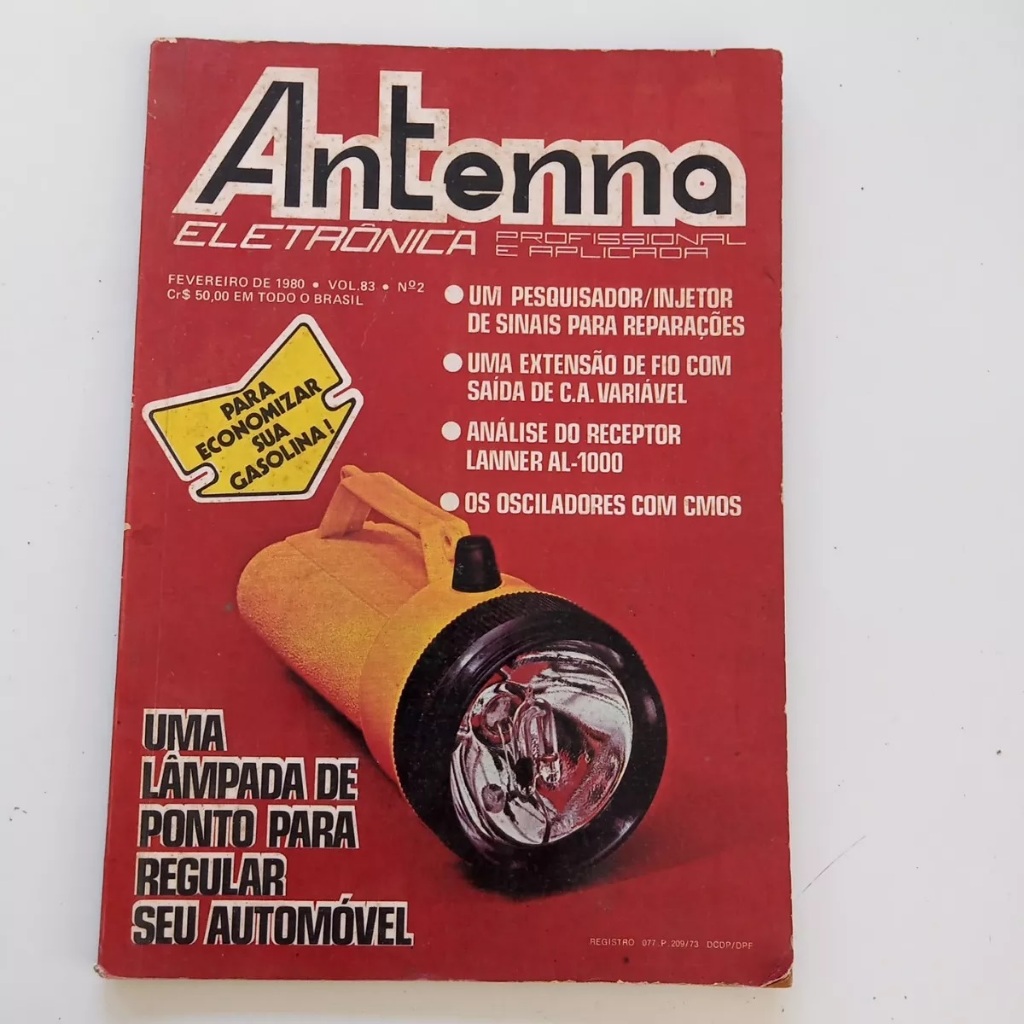 Antenna
ELETRÔNICA PROFISSIONAL
E APLICADA
FEVEREIRO DE 1980 • VOL.83 • Nº2
Cr$ 50,00 EM TODO O BRASIL
● UM PESQUISADOR/INJETOR
DE SINAIS PARA REPARAÇÕES
● UMA EXTENSÃO DE FIO COM
SAÍDA DE C.A. VARIÁVEL
● ANÁLISE DO RECEPTOR
LANNER AL-1000
● OS OSCILADORES COM CMOS
PARA
ECONOMIZAR
SUA
GASOLINA!
UMA
LÂMPADA DE
PONTO PARA
REGULAR
SEU AUTOMÓVEL
REGISTRO 077 P. 209/73 DCDP/DPF